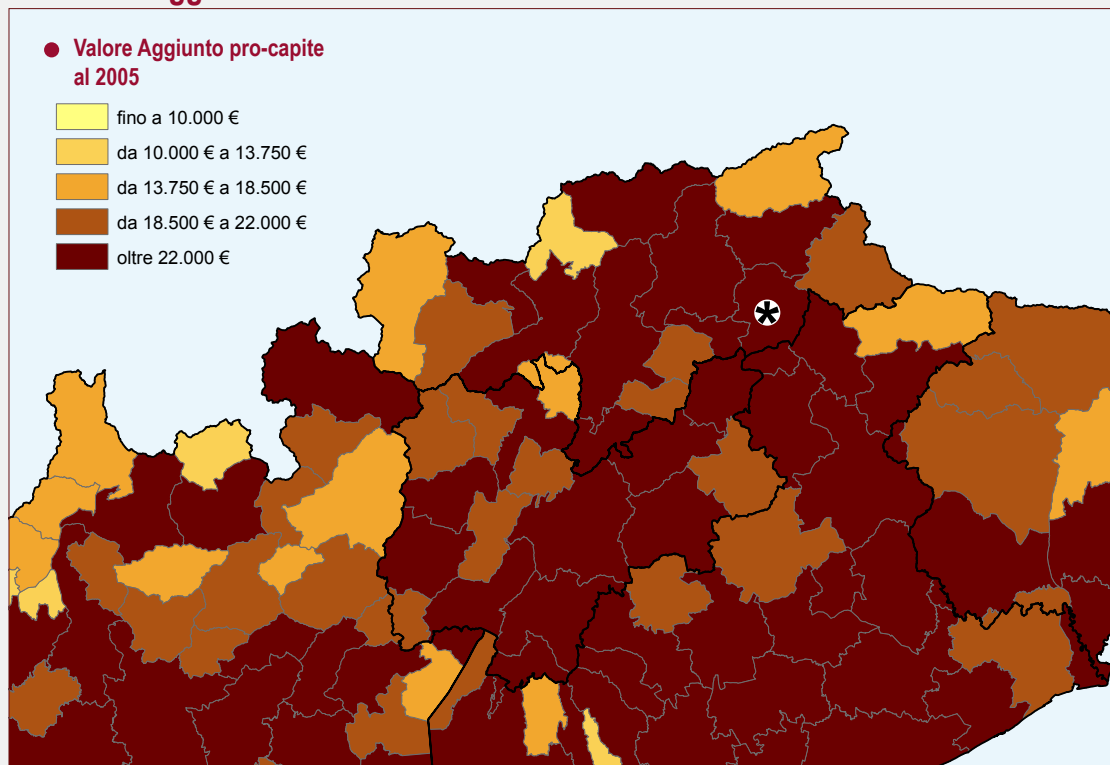 Valore Aggiunto pro-capite
al 2005
fino a 10.000 €
da 10.000 € a 13.750 €
da 13.750 € a 18.500 €
da 18.500 € a 22.000 €
oltre 22.000 €